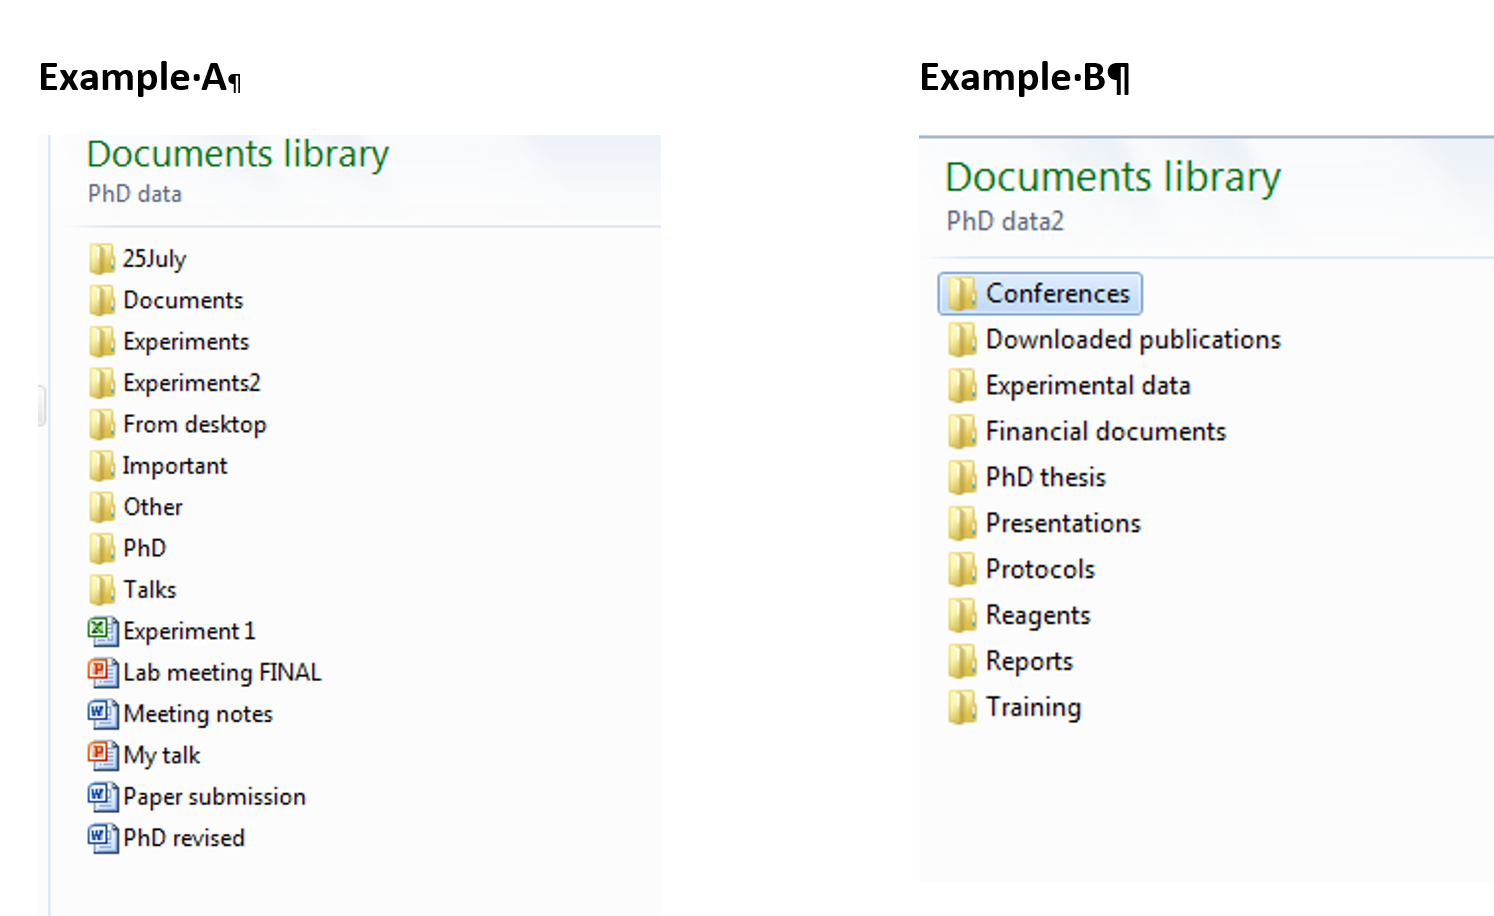 Example·A¶
Documents library
PhD data
25July
Documents
Experiments
Experiments2
From desktop
Important
Other
PhD
Talks
Experiment 1
Lab meeting FINAL
Meeting notes
My talk
Paper submission
PhD revised
Example·B¶
Documents library
PhD data2
Conferences
Downloaded publications
Experimental data
Financial documents
PhD thesis
Presentations
Protocols
Reagents
Reports
Training